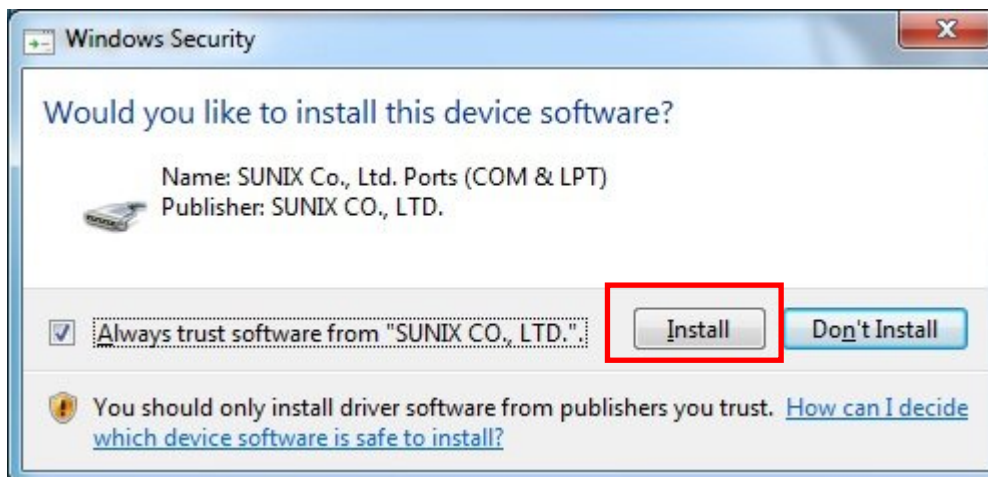 Windows Security
Would you like to install this device software?
Name: SUNIX Co., Ltd. Ports (COM & LPT)
Publisher: SUNIX CO., LTD.
Always trust software from "SUNIX CO., LTD.".
Install
Don't Install
You should only install driver software from publishers you trust. How can I decide
which device software is safe to install?